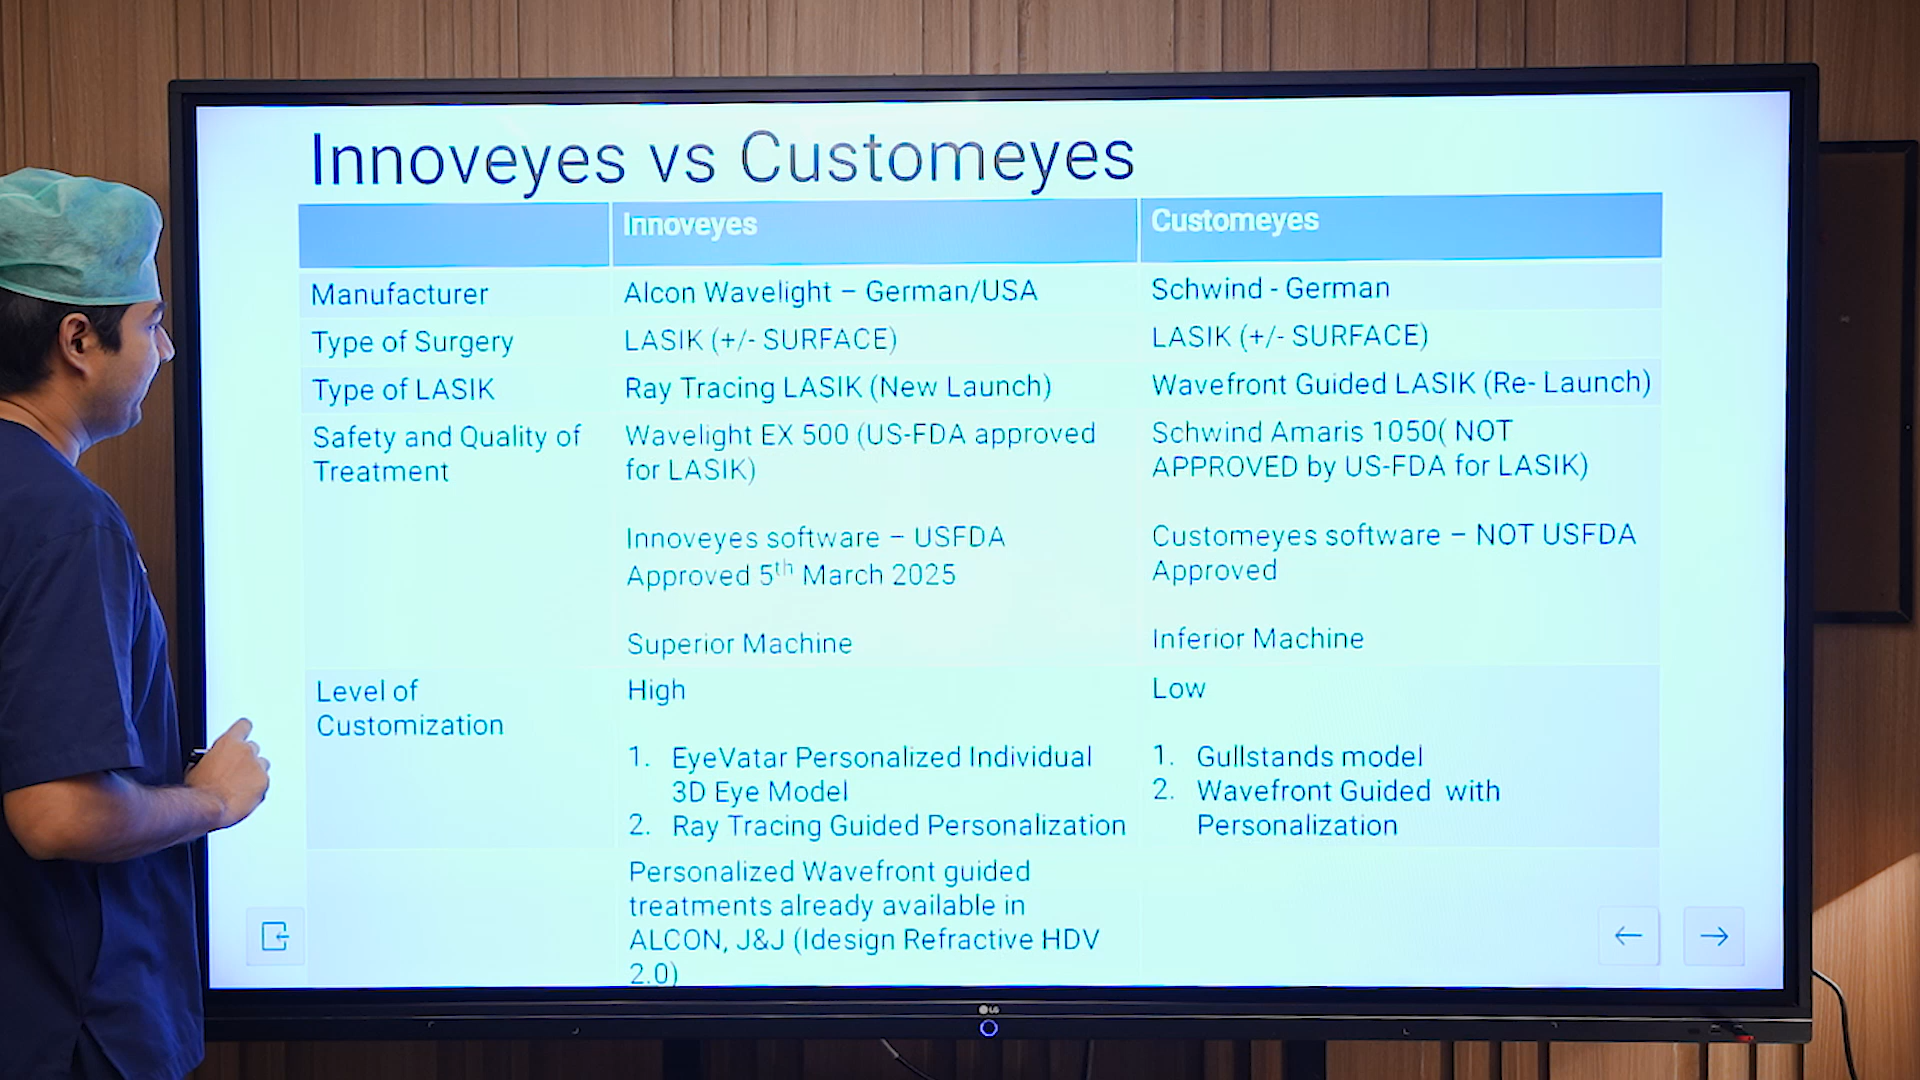 Innoveyes vs Customeyes
Innoveyes
Customeyes
Manufacturer
Alcon Wavelight – German/USA
Schwind - German
Type of Surgery
LASIK (+/- SURFACE)
LASIK (+/- SURFACE)
Type of LASIK
Ray Tracing LASIK (New Launch)
Wavefront Guided LASIK (Re- Launch)
Safety and Quality of
Treatment
Wavelight EX 500 (US-FDA approved
for LASIK)
Innoveyes software – USFDA
Approved 5th March 2025
Superior Machine
Schwind Amaris 1050( NOT
APPROVED by US-FDA for LASIK)
Customeyes software – NOT USFDA
Approved
Inferior Machine
Level of
Customization
High
1. EyeVatar Personalized Individual
3D Eye Model
2. Ray Tracing Guided Personalization
Low
1. Gullstands model
2. Wavefront Guided with
Personalization
Personalized Wavefront guided
treatments already available in
ALCON, J&J (Idesign Refractive HDV
2.0)
LG